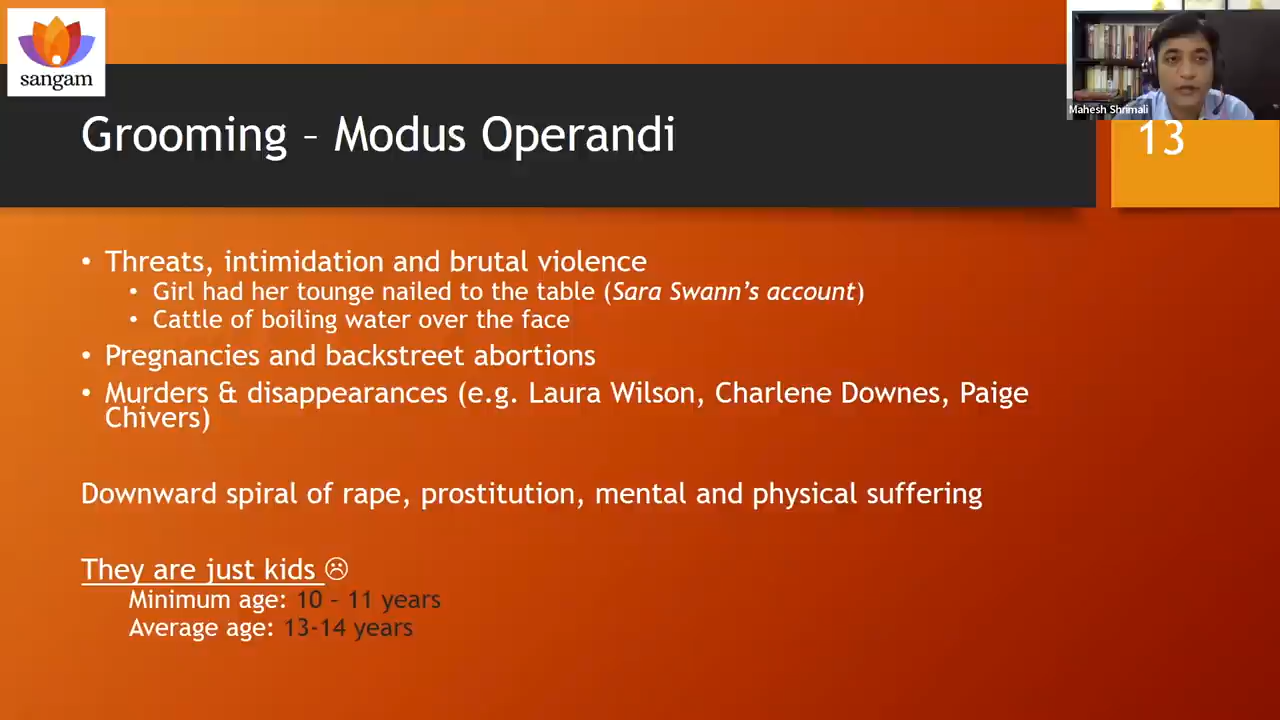 sangam
Mahesh Shrimali
Grooming – Modus Operandi
13
• Threats, intimidation and brutal violence
• Girl had her tounge nailed to the table (Sara Swann's account)
• Cattle of boiling water over the face
• Pregnancies and backstreet abortions
• Murders & disappearances (e.g. Laura Wilson, Charlene Downes, Paige
Chivers)
Downward spiral of rape, prostitution, mental and physical suffering
They are just kids ☹
Minimum age: 10 – 11 years
Average age: 13-14 years